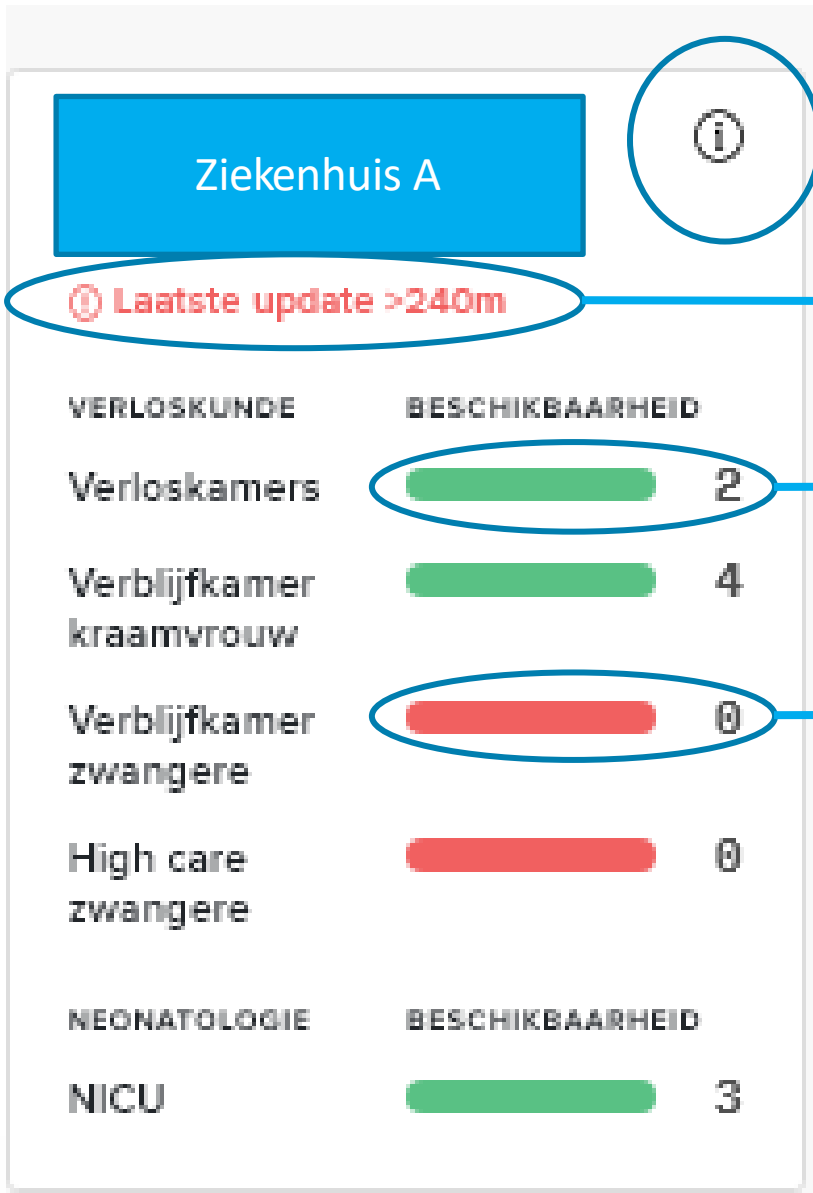 Ziekenhuis A
Laatste update >240m
VERLOSKUNDE BESCHIKBAARHEID
Verloskamers 2
Verblijfkamer kraamvrouw 4
Verblijfkamer zwangere 0
High care zwangere 0
NEONATOLOGIE BESCHIKBAARHEID
NICU 3